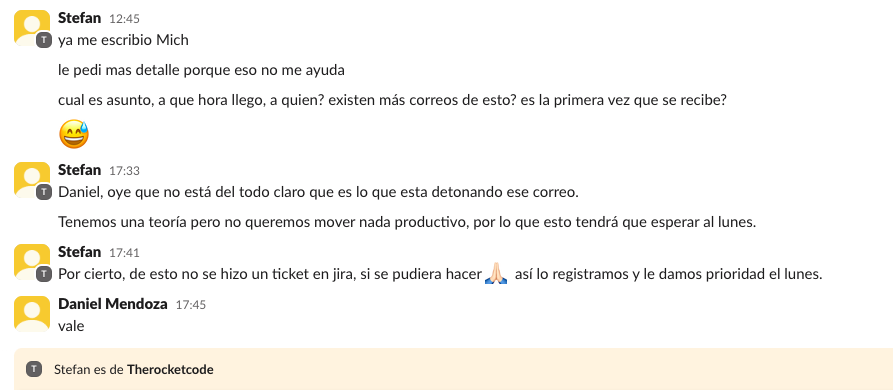 Stefan 12:45
T
ya me escribio Mich
le pedi mas detalle porque eso no me ayuda
cual es asunto, a que hora llego, a quien? existen más correos de esto? es la primera vez que se recibe?
Stefan 17:33
T
Daniel, oye que no está del todo claro que es lo que esta detonando ese correo.
Tenemos una teoría pero no queremos mover nada productivo, por lo que esto tendrá que esperar al lunes.
Stefan 17:41
T
Por cierto, de esto no se hizo un ticket en jira, si se pudiera hacer 🙏🏻 así lo registramos y le damos prioridad el lunes.
Daniel Mendoza 17:45
vale
T Stefan es de Therocketcode